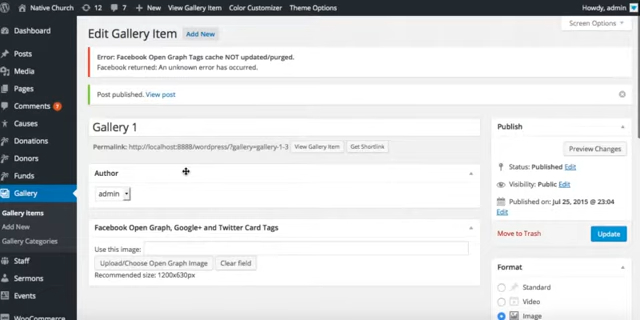 Native Church 12 7 + New View Gallery Item Color Customizer Theme Options Howdy, admin
Screen Options
Dashboard
Posts
Media
Pages
Comments 7
Causes
Donations
Donors
Funds
Gallery
Gallery Items
Add New
Gallery Categories
Staff
Sermons
Events
WooCommerce
Edit Gallery Item Add New
Error: Facebook Open Graph Tags cache NOT updated/purged.
Facebook returned: An unknown error has occurred.
Post published. View post
Gallery 1
Permalink: http://localhost:8888/wordpress/?gallery=gallery-1-3 View Gallery Item Get Shortlink
Author
admin
Facebook Open Graph, Google+ and Twitter Card Tags
Use this image:
Upload/Choose Open Graph Image Clear field
Recommended size: 1200x630px
Publish
Preview Changes
Status: Published Edit
Visibility: Public Edit
Published on: Jul 25, 2015 @ 23:04
Edit
Move to Trash Update
Format
Standard
Video
Image